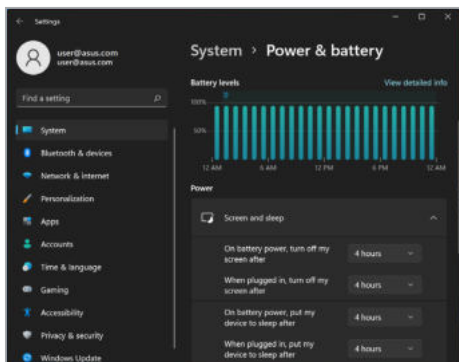 Settings
user@asus.com
user@asus.com
Find a setting
System
Bluetooth & devices
Network & internet
Personalization
Apps
Accounts
Time & language
Gaming
Accessibility
Privacy & security
Windows Update
System > Power & battery
Battery levels
View detailed info
100%
50%
12 AM 6 AM 12 PM 6 PM 12 AM
Power
Screen and sleep
On battery power, turn off my
screen after
4 hours
When plugged in, turn off my
screen after
4 hours
On battery power, put my
device to sleep after
4 hours
When plugged in, put my
device to sleep after
4 hours